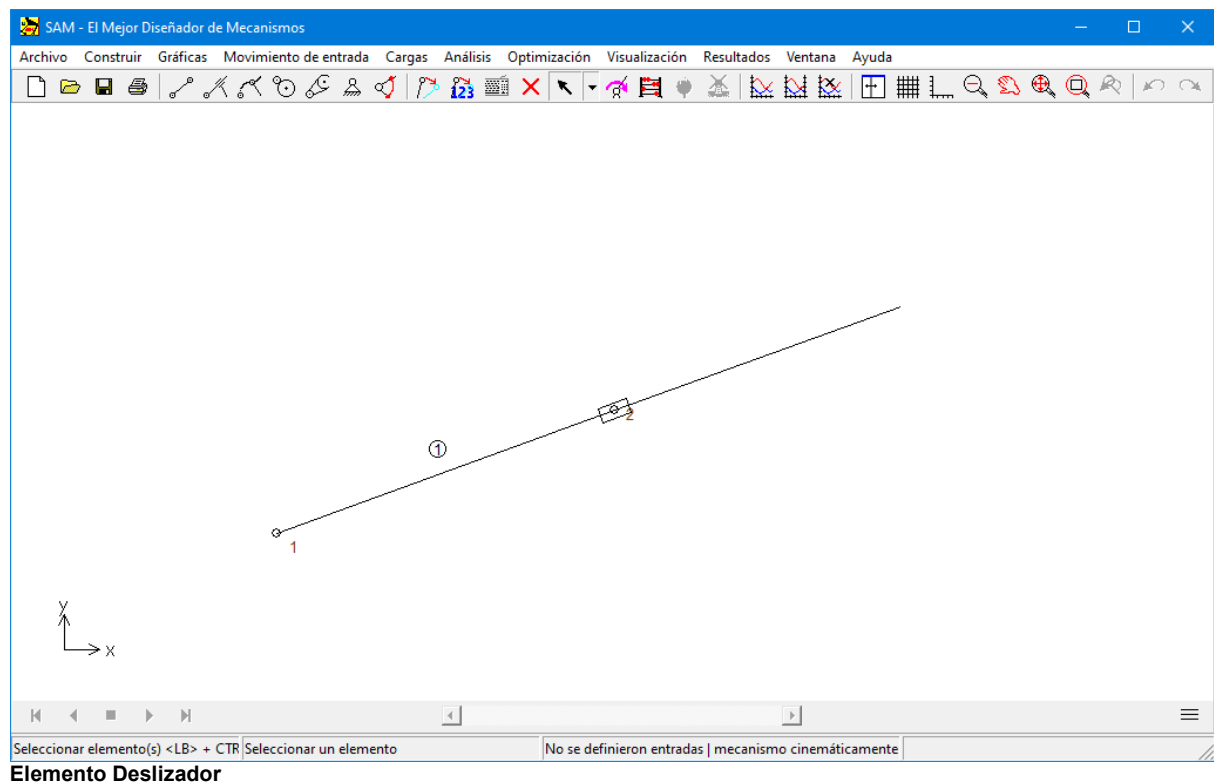 SAM - El Mejor Diseñador de Mecanismos
Archivo Construir Gráficas Movimiento de entrada Cargas Análisis Optimización Visualización Resultados Ventana Ayuda
123
2
1
1
y
x
Seleccionar elemento(s) <LB> + CTR Seleccionar un elemento No se definieron entradas | mecanismo cinemáticamente
Elemento Deslizador